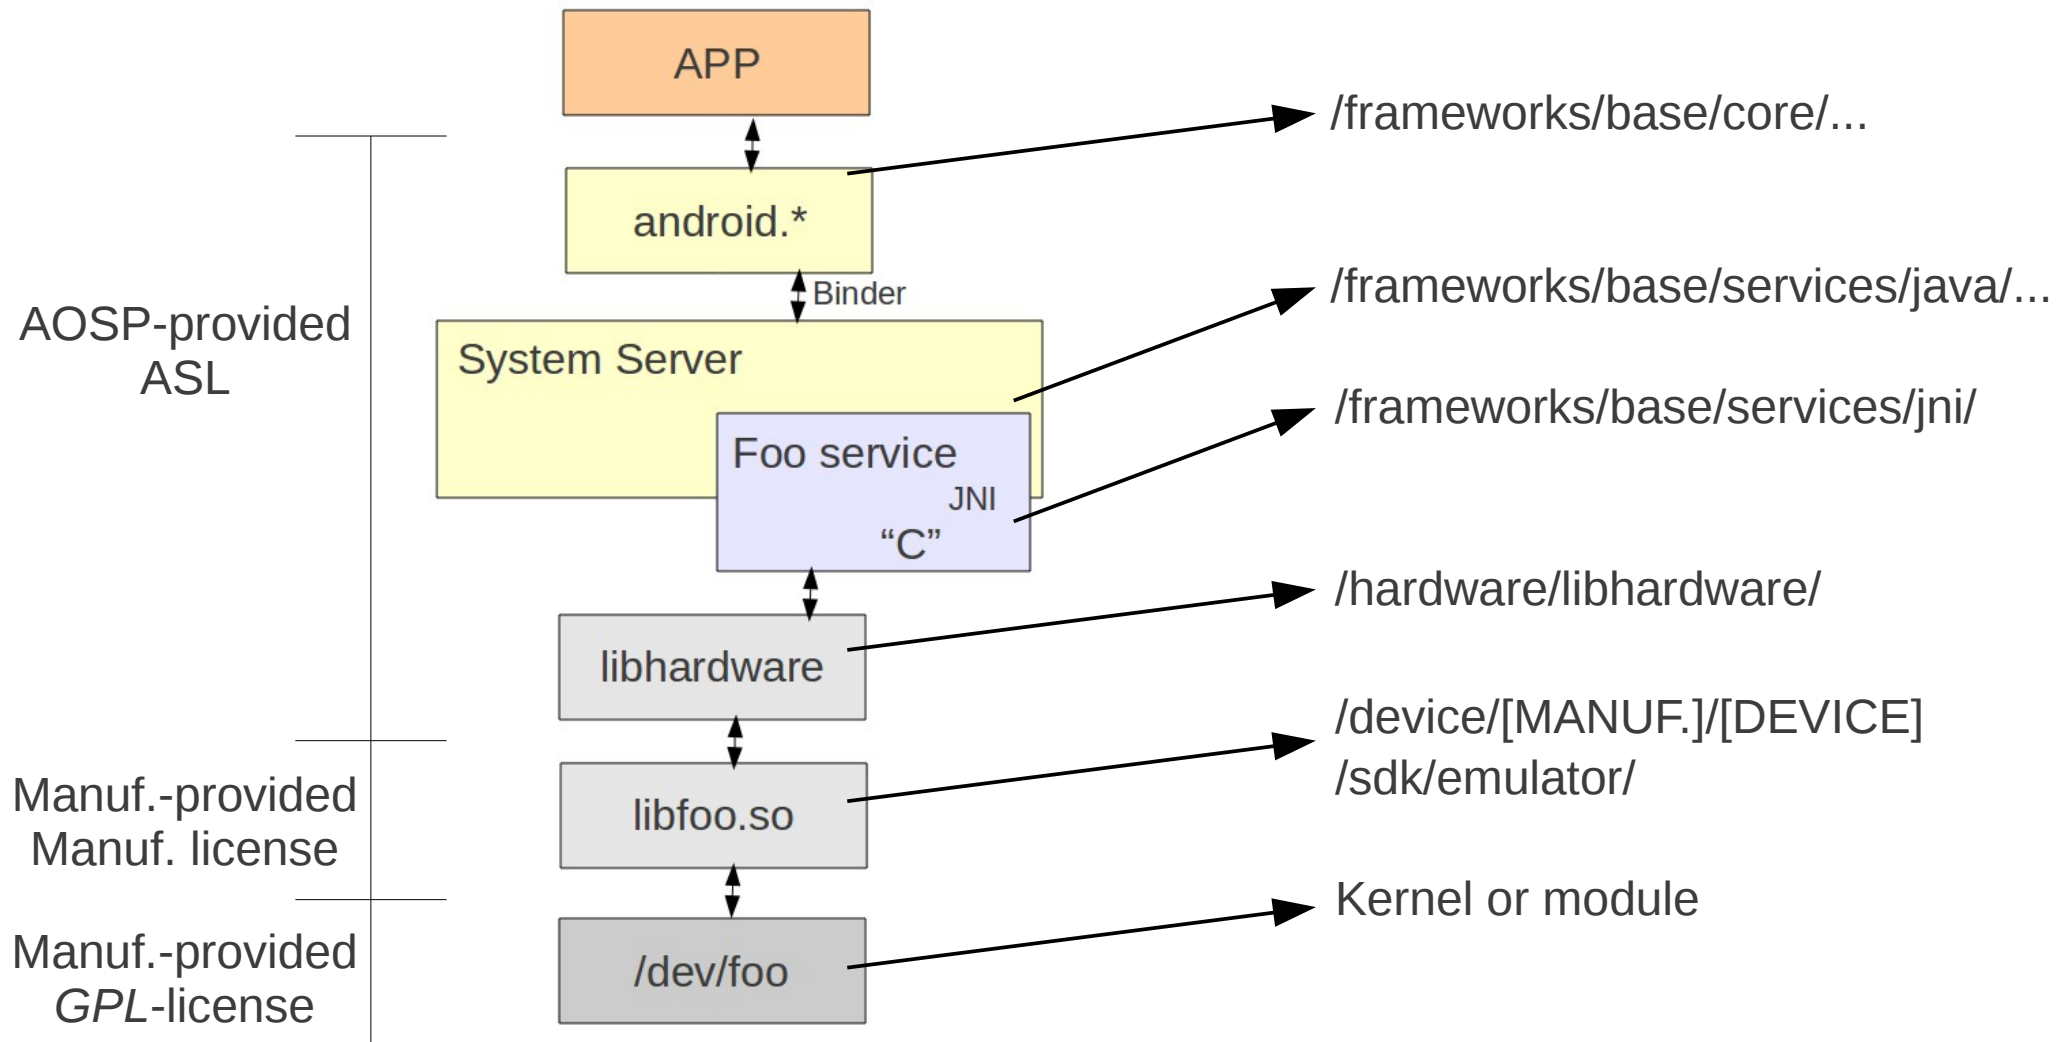 APP
/frameworks/base/core/...
android.*
Binder
/frameworks/base/services/java/...
AOSP-provided
ASL
System Server
/frameworks/base/services/jni/
Foo service
JNI
“C”
/hardware/libhardware/
libhardware
/device/[MANUF.]/[DEVICE]
/sdk/emulator/
Manuf.-provided
Manuf. license
libfoo.so
Kernel or module
Manuf.-provided
GPL-license
/dev/foo